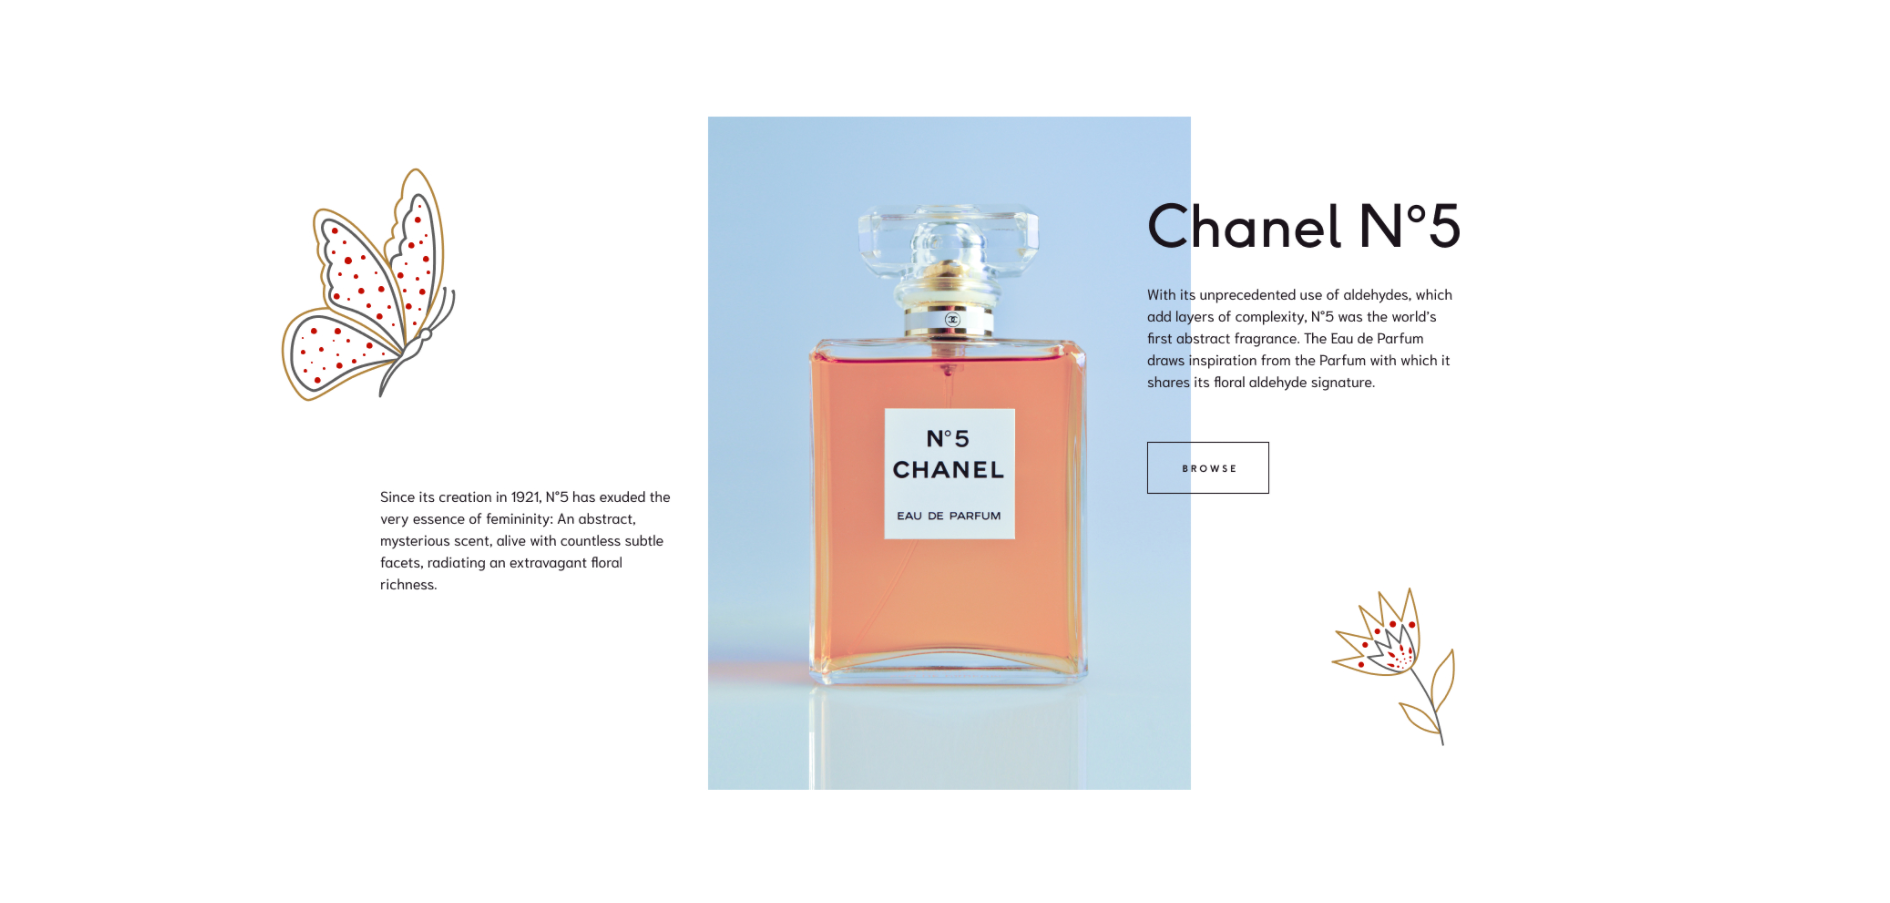 Chanel N°5
With its unprecedented use of aldehydes, which
add layers of complexity, N°5 was the world's
first abstract fragrance. The Eau de Parfum
draws inspiration from the Parfum with which it
shares its floral aldehyde signature.
BROWSE
N°5
CHANEL
EAU DE PARFUM
Since its creation in 1921, N°5 has exuded the
very essence of femininity: An abstract,
mysterious scent, alive with countless subtle
facets, radiating an extravagant floral
richness.